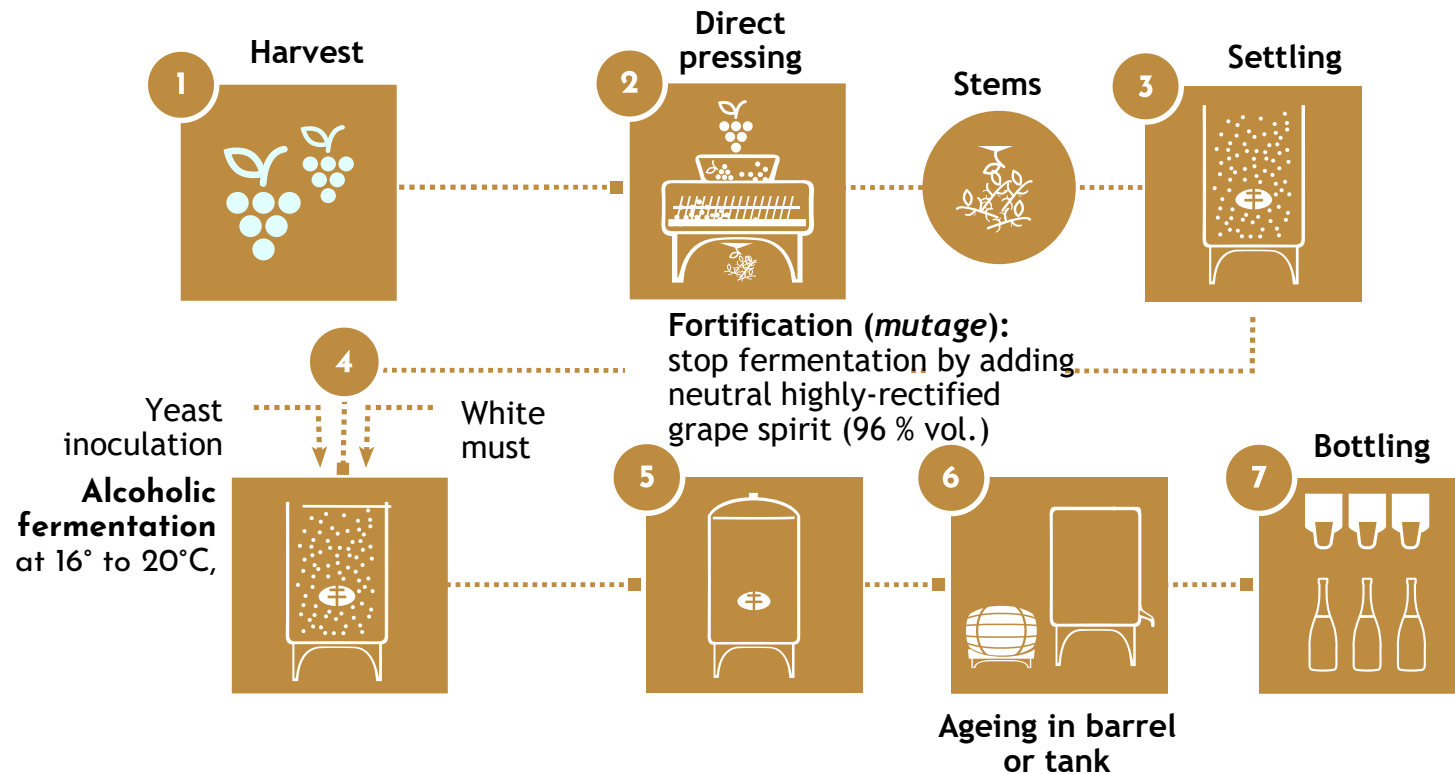 1
Harvest
2
Direct
pressing
Stems
3
Settling
4
Yeast
inoculation
White
must
Alcoholic
fermentation
at 16° to 20°C,
Fortification (mutage):
stop fermentation by adding
neutral highly-rectified
grape spirit (96 % vol.)
5
6
Ageing in barrel
or tank
7
Bottling